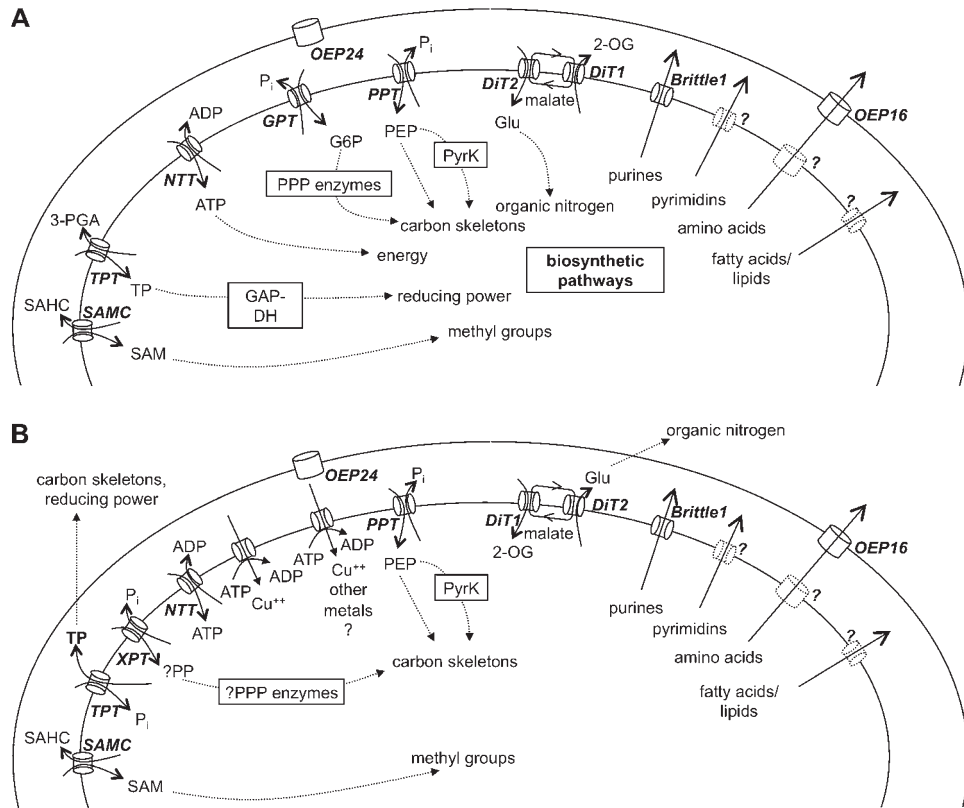 A
OEP24
Pi
GPT
G6P
PPP enzymes
Pi
PPT
PEP
PyrK
2-OG
DiT2
DiT1
malate
Glu
Brittle1
purines
?
pyrimidins
OEP16
?
amino acids
?
fatty acids/
lipids
ADP
NTT
ATP
organic nitrogen
carbon skeletons
energy
biosynthetic
pathways
3-PGA
TPT
TP
GAP-
DH
reducing power
SAHC
SAMC
SAM
methyl groups
B
organic nitrogen
carbon skeletons,
reducing power
OEP24
Pi
PPT
PEP
PyrK
Glu
DiT1
DiT2
malate
2-OG
Brittle1
purines
?
pyrimidins
OEP16
?
amino acids
?
fatty acids/
lipids
ADP
NTT
ATP
ATP
ADP
Cu++
ATP
ADP
Cu++
other
metals
?
Pi
XPT
?PP
?PPP enzymes
carbon skeletons
TP
TPT
Pi
SAHC
SAMC
SAM
methyl groups